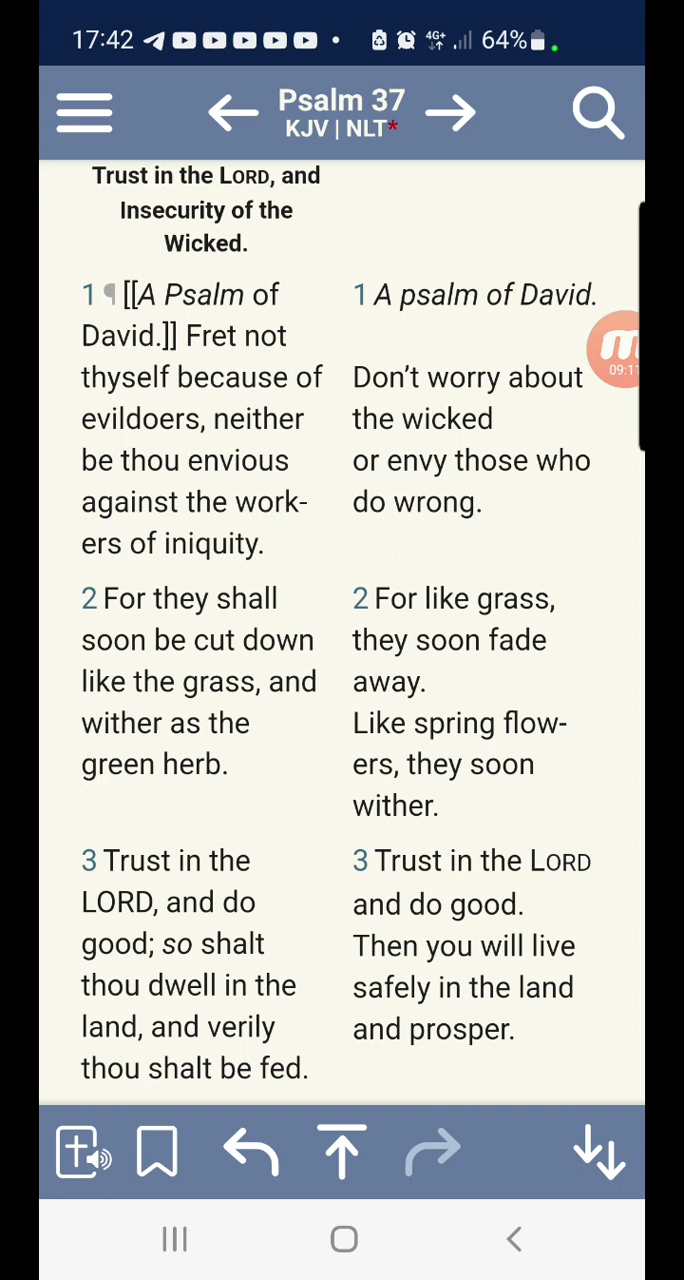 17:42 4G+ 64%
Psalm 37
KJV | NLT*
Trust in the LORD, and
Insecurity of the
Wicked.
1 ¶ [[A Psalm of
David.]] Fret not
thyself because of
evildoers, neither
be thou envious
against the work-
ers of iniquity.
1 A psalm of David.
Don’t worry about
the wicked
or envy those who
do wrong.
m
09:11
2 For they shall
soon be cut down
like the grass, and
wither as the
green herb.
2 For like grass,
they soon fade
away.
Like spring flow-
ers, they soon
wither.
3 Trust in the
LORD, and do
good; so shalt
thou dwell in the
land, and verily
thou shalt be fed.
3 Trust in the LORD
and do good.
Then you will live
safely in the land
and prosper.